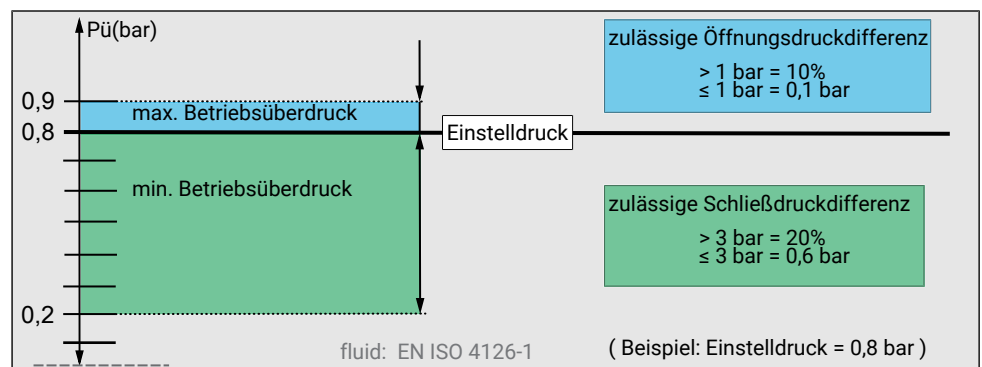 Pü(bar)
zulässige Öffnungsdruckdifferenz
> 1 bar = 10%
≤ 1 bar = 0,1 bar
0,9
max. Betriebsüberdruck
0,8
Einstelldruck
min. Betriebsüberdruck
zulässige Schließdruckdifferenz
> 3 bar = 20%
≤ 3 bar = 0,6 bar
0,2
fluid: EN ISO 4126-1
( Beispiel: Einstelldruck = 0,8 bar )